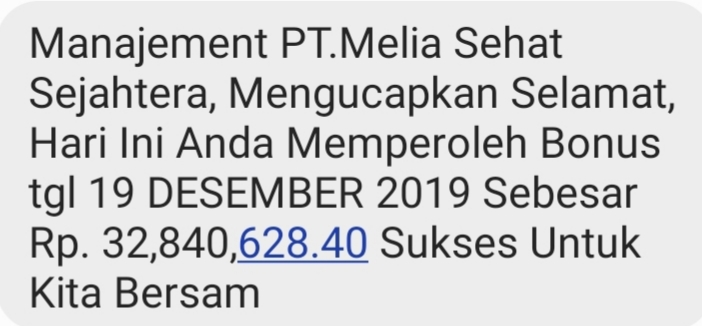 Manajement PT.Melia Sehat
Sejahtera, Mengucapkan Selamat,
Hari Ini Anda Memperoleh Bonus
tgl 19 DESEMBER 2019 Sebesar
Rp. 32,840,628.40 Sukses Untuk
Kita Bersam